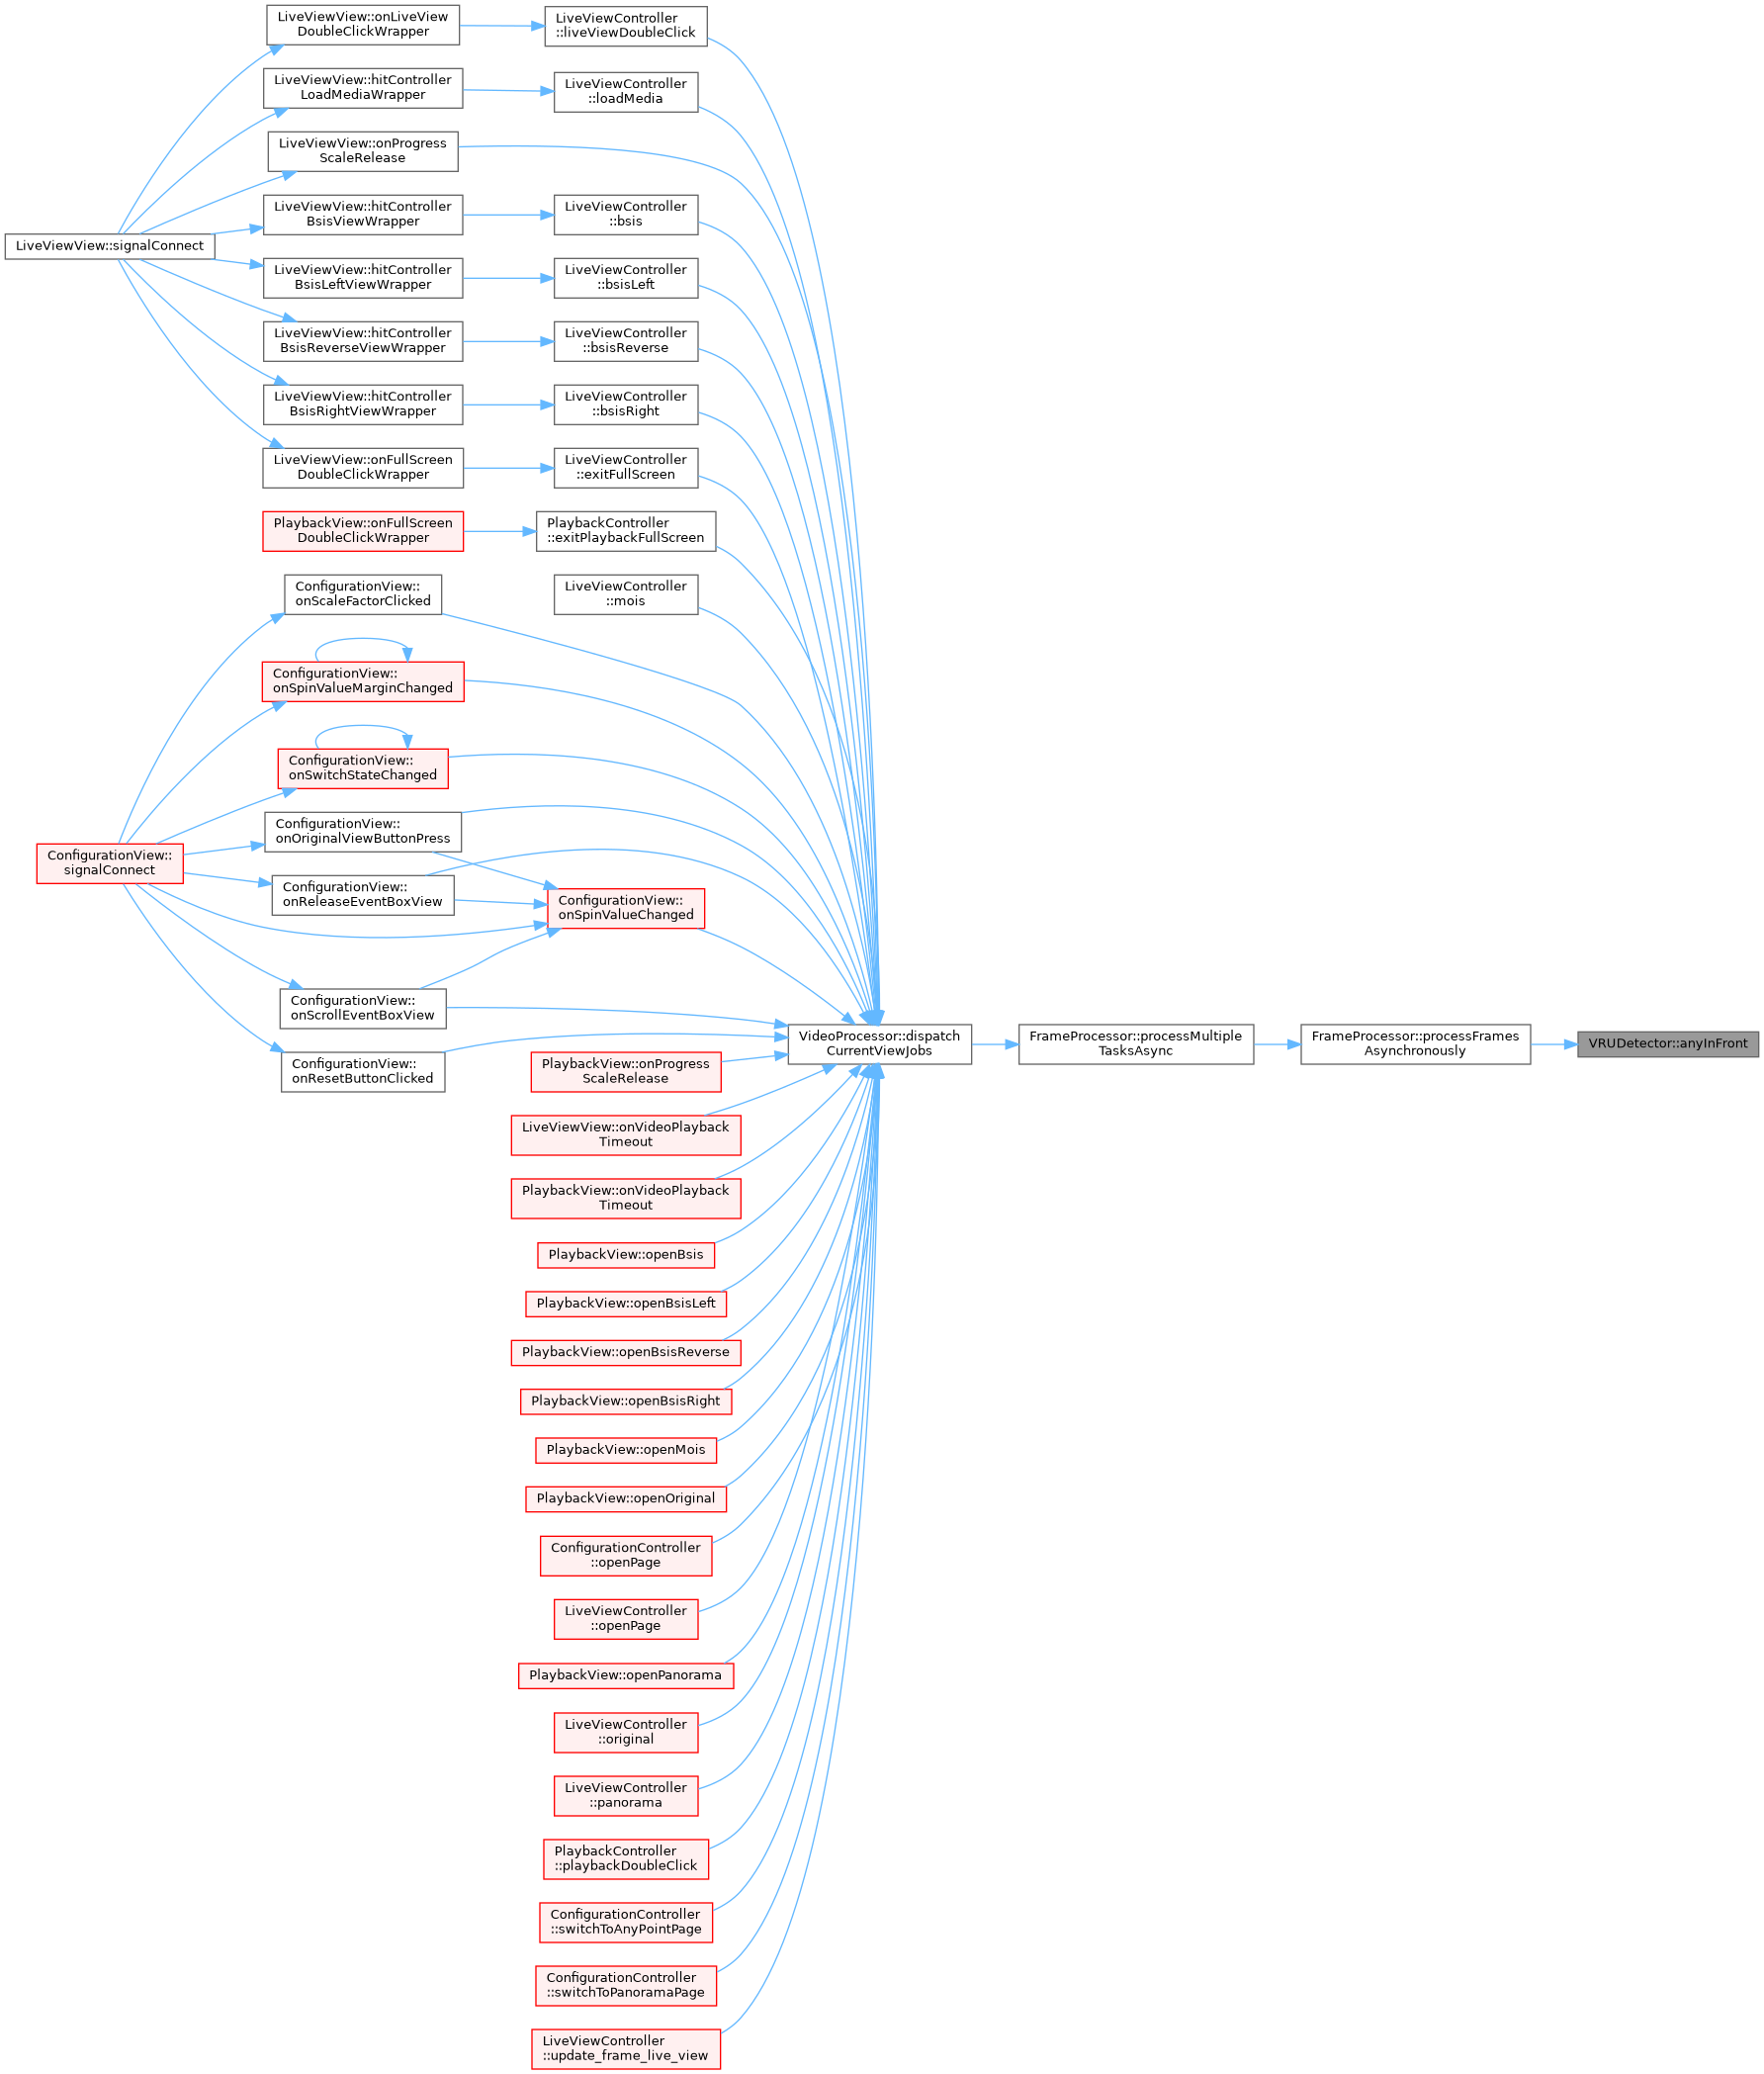 LiveViewView::onLiveView
DoubleClickWrapper
LiveViewController
::liveViewDoubleClick
LiveViewView::hitController
LoadMediaWrapper
LiveViewController
::loadMedia
LiveViewView::onProgress
ScaleRelease
LiveViewView::hitController
BsisViewWrapper
LiveViewController
::bsis
LiveViewView::signalConnect
LiveViewView::hitController
BsisLeftViewWrapper
LiveViewController
::bsisLeft
LiveViewView::hitController
BsisReverseViewWrapper
LiveViewController
::bsisReverse
LiveViewView::hitController
BsisRightViewWrapper
LiveViewController
::bsisRight
LiveViewView::onFullScreen
DoubleClickWrapper
LiveViewController
::exitFullScreen
PlaybackView::onFullScreen
DoubleClickWrapper
PlaybackController
::exitPlaybackFullScreen
ConfigurationView::
onScaleFactorClicked
LiveViewController
::mois
ConfigurationView::
onSpinValueMarginChanged
ConfigurationView::
onSwitchStateChanged
ConfigurationView::
onOriginalViewButtonPress
ConfigurationView::
signalConnect
ConfigurationView::
onReleaseEventBoxView
ConfigurationView::
onSpinValueChanged
ConfigurationView::
onScrollEventBoxView
VideoProcessor::dispatch
CurrentViewJobs
FrameProcessor::processMultiple
TasksAsync
FrameProcessor::processFrames
Asynchronously
VRUDetector::anyInFront
ConfigurationView::
onResetButtonClicked
PlaybackView::onProgress
ScaleRelease
LiveViewView::onVideoPlayback
Timeout
PlaybackView::onVideoPlayback
Timeout
PlaybackView::openBsis
PlaybackView::openBsisLeft
PlaybackView::openBsisReverse
PlaybackView::openBsisRight
PlaybackView::openMois
PlaybackView::openOriginal
ConfigurationController
::openPage
LiveViewController
::openPage
PlaybackView::openPanorama
LiveViewController
::original
LiveViewController
::panorama
PlaybackController
::playbackDoubleClick
ConfigurationController
::switchToAnyPointPage
ConfigurationController
::switchToPanoramaPage
LiveViewController
::update_frame_live_view